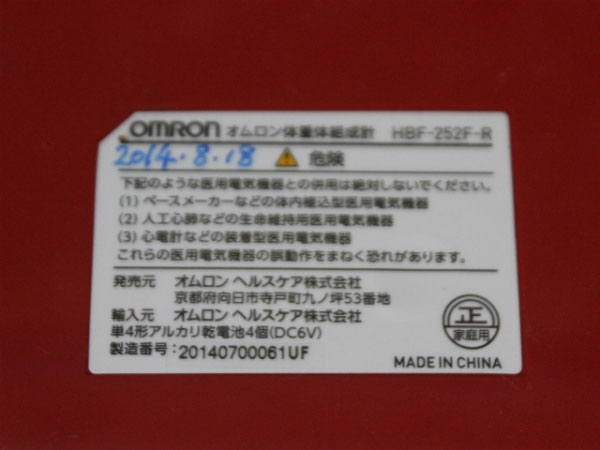 OMRON オムロン体重体組成計 HBF-252F-R
2014.8.18 危険
下記のような医用電気機器との併用は絶対しないでください。
(1) ペースメーカーなどの体内植込型医用電気機器
(2) 人工心肺などの生命維持用医用電気機器
(3) 心電計などの装着型医用電気機器
これらの医用電気機器の誤動作をまねく恐れがあります。
発売元 オムロン ヘルスケア株式会社
京都府向日市寺戸町九ノ坪53番地
輸入元 オムロン ヘルスケア株式会社
単4形アルカリ乾電池4個(DC6V)
製造番号: 20140700061UF
正
家庭用
MADE IN CHINA